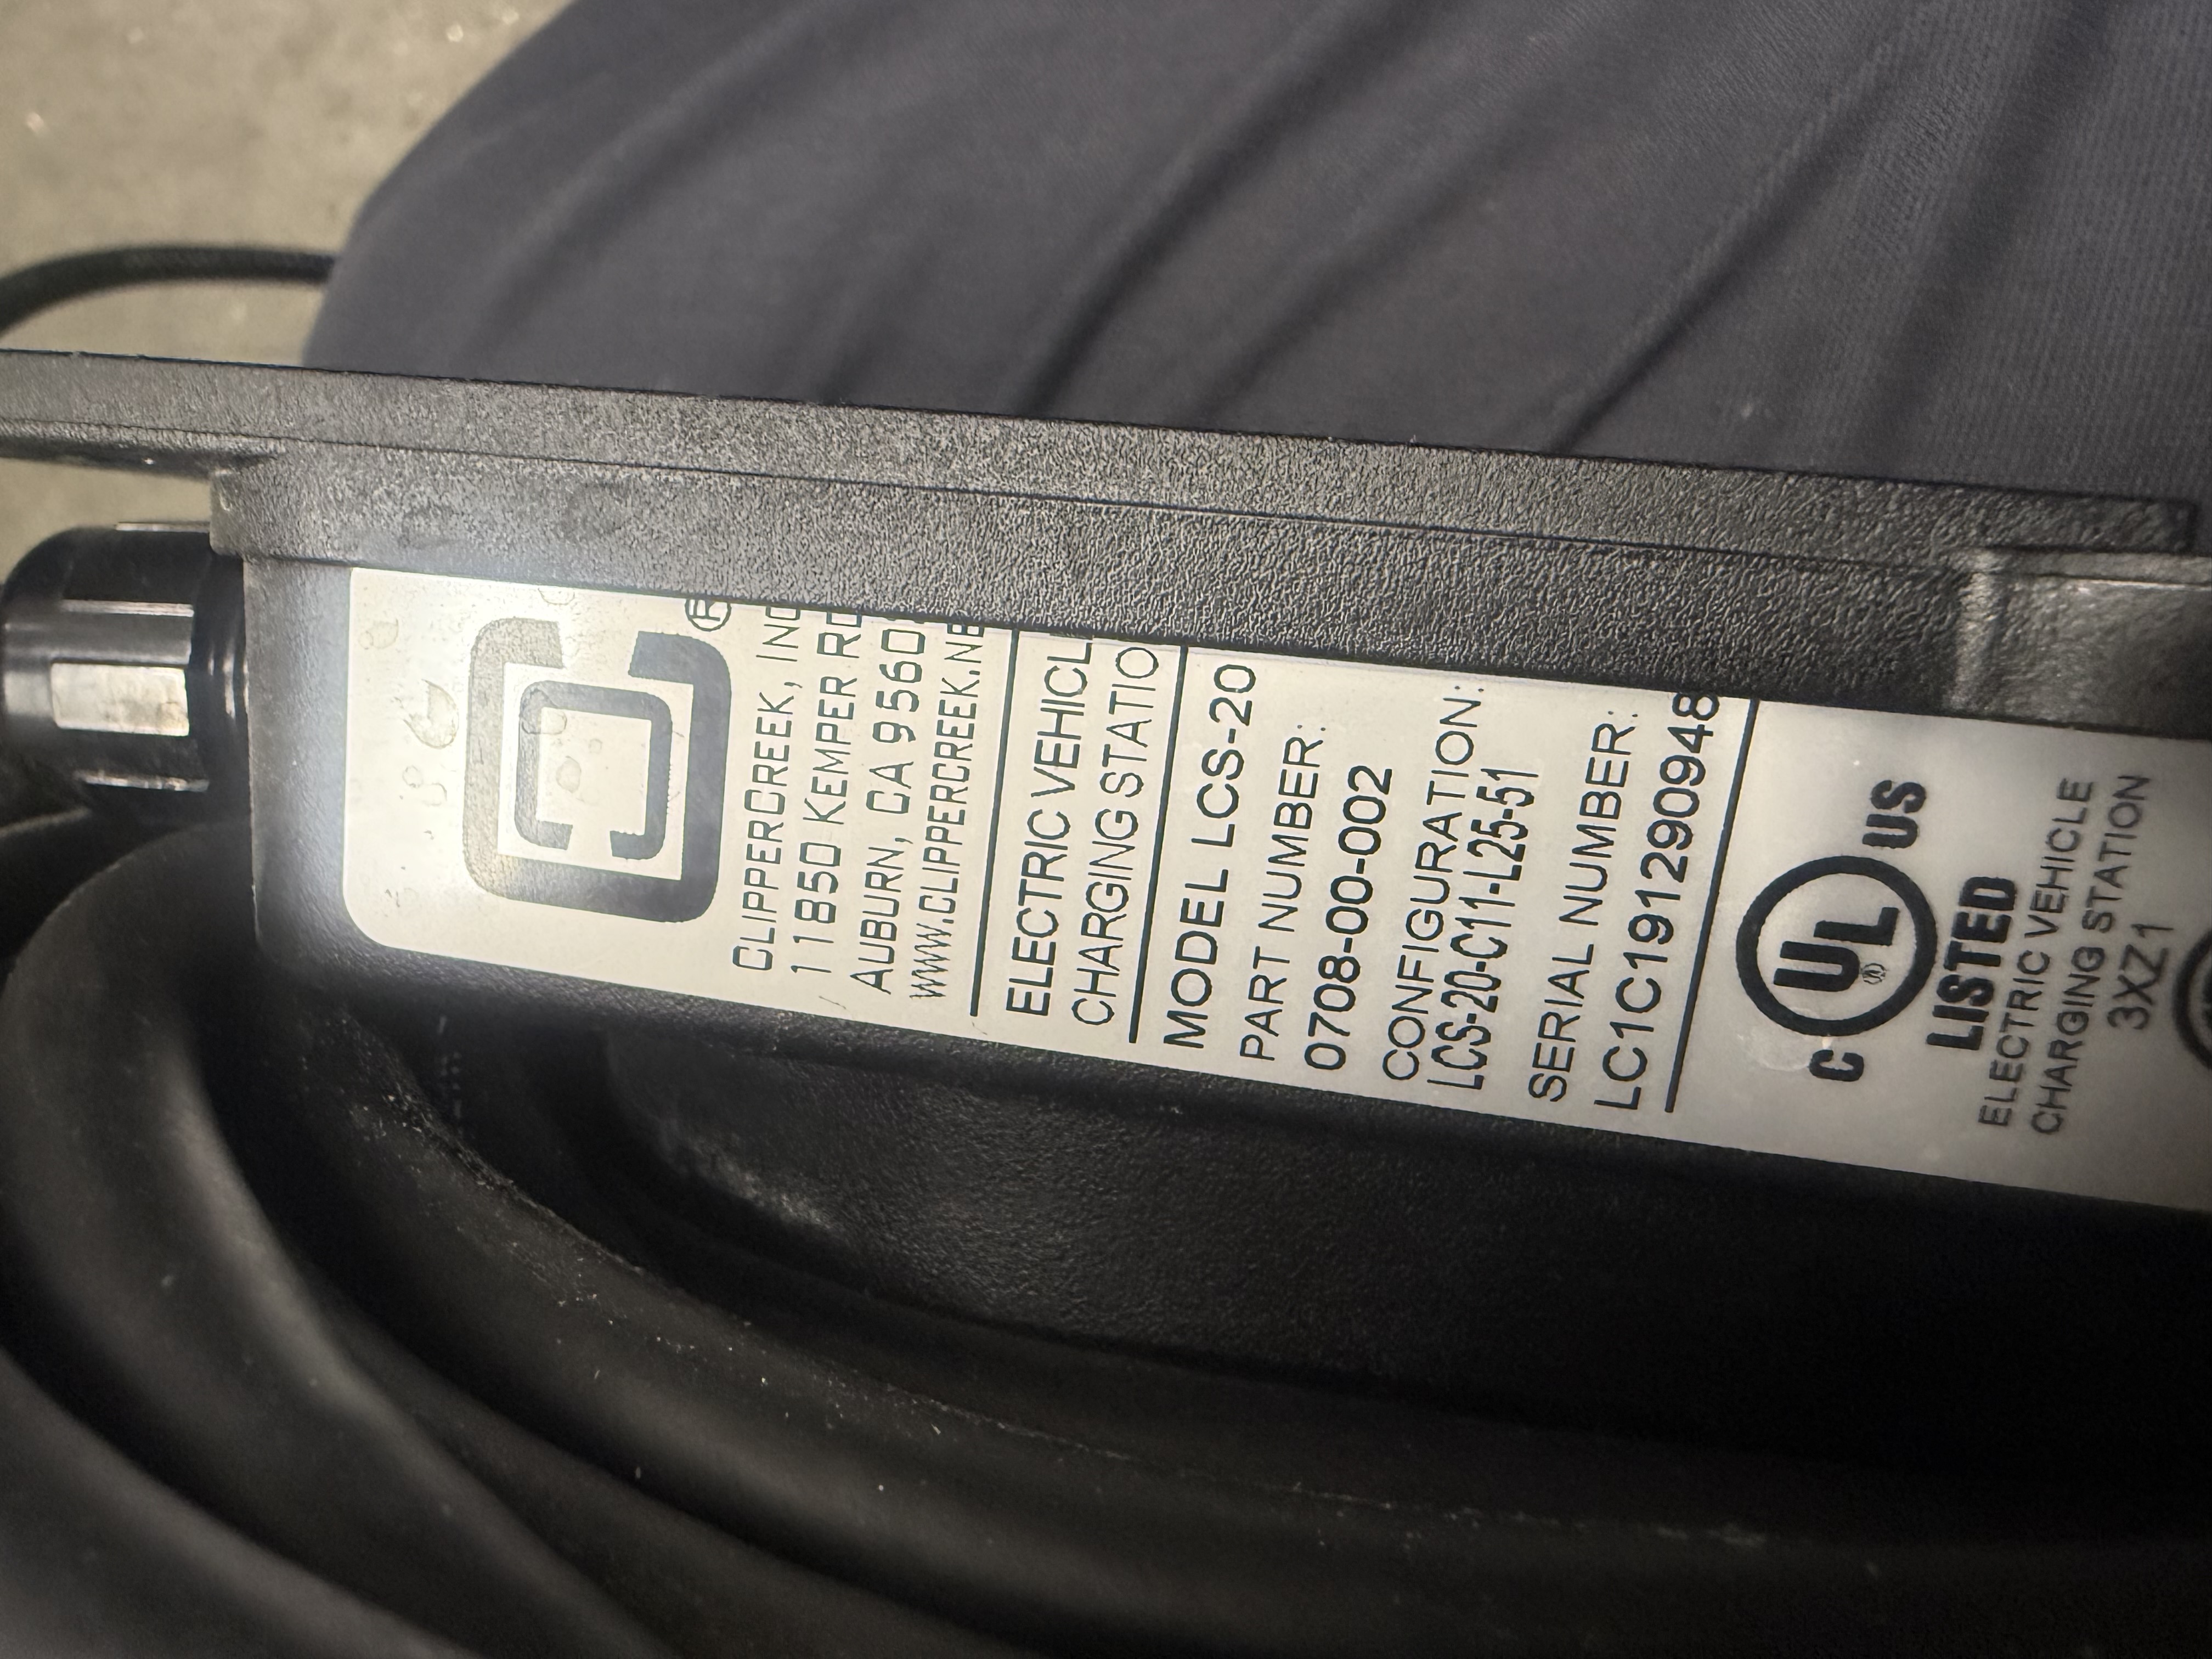 ®
CLIPPERCREEK, INC
11850 KEMPER RD
AUBURN, CA 9560
WWW.CLIPPERCREEK.NE
ELECTRIC VEHICL
CHARGING STATIO
MODEL LCS-20
PART NUMBER:
0708-00-002
CONFIGURATION:
LCS-20-C11-L25-51
SERIAL NUMBER:
LC1C191290948
C UL ® US
LISTED
ELECTRIC VEHICLE
CHARGING STATION
3XZ1